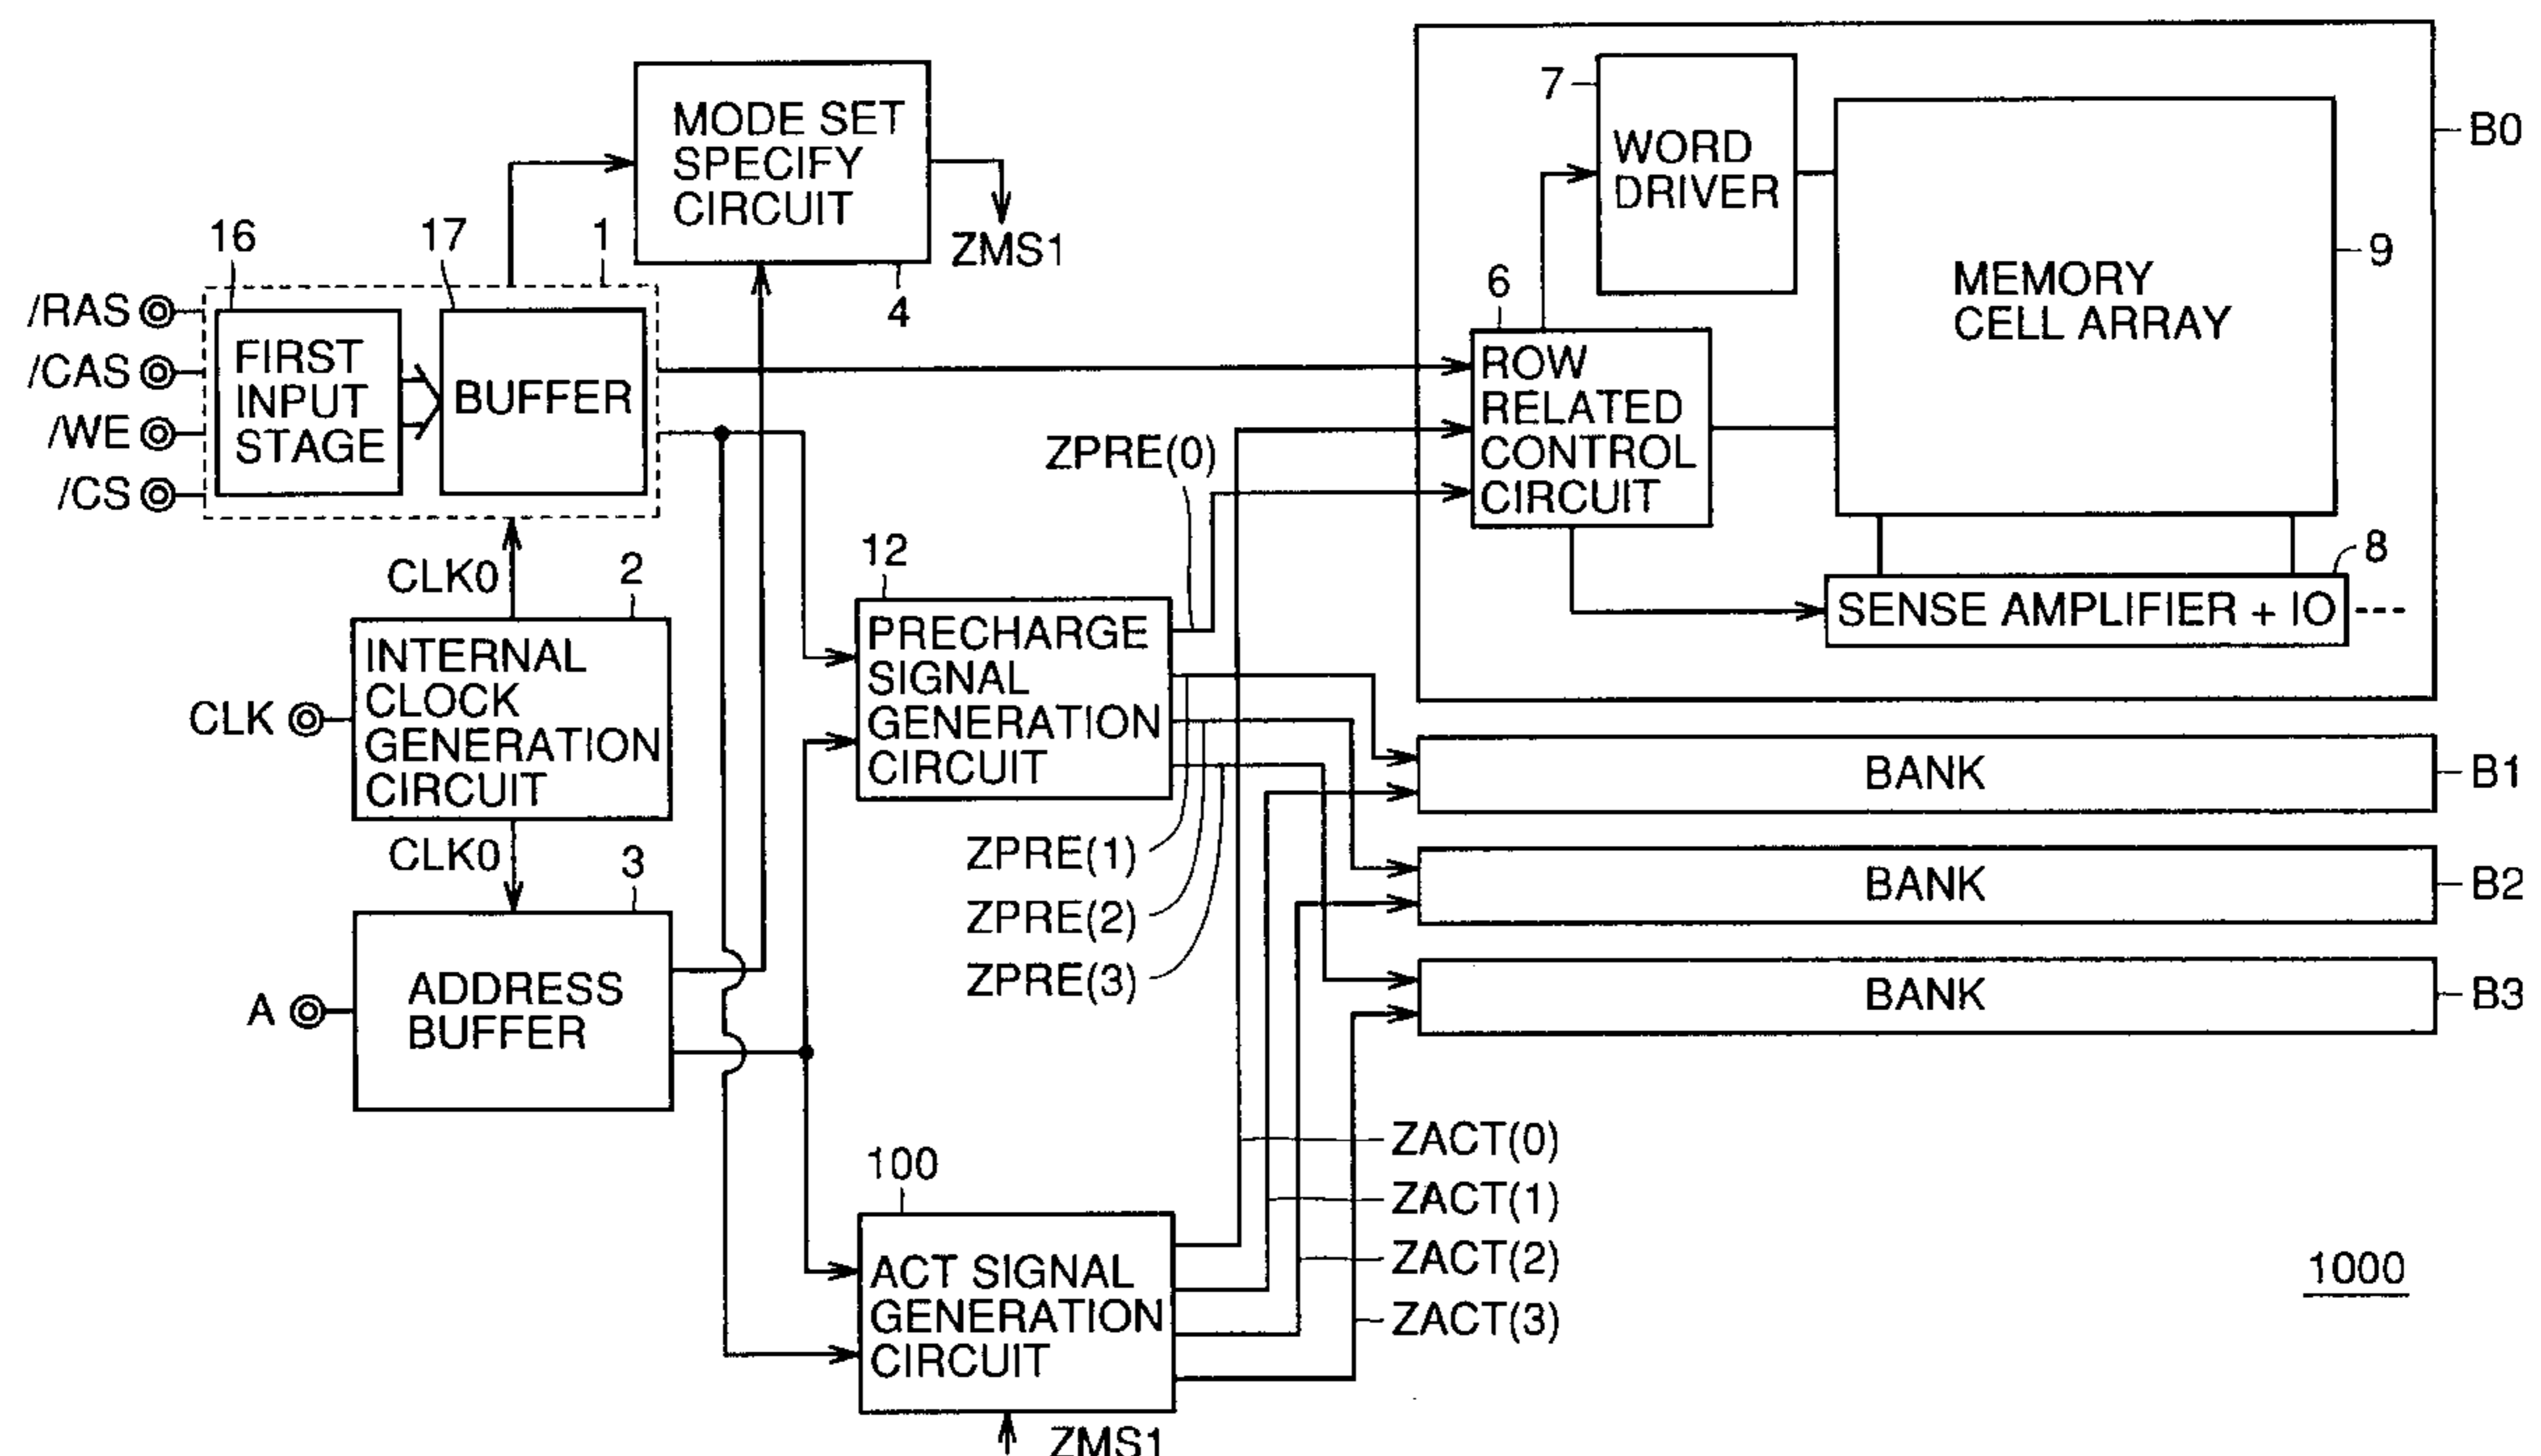 MODE SET
SPECIFY
CIRCUIT
4
ZMS1
16
17
1
/RAS
/CAS
/WE
/CS
FIRST
INPUT
STAGE
BUFFER
CLK0
2
INTERNAL
CLOCK
GENERATION
CIRCUIT
CLK
CLK0
3
A
ADDRESS
BUFFER
12
PRECHARGE
SIGNAL
GENERATION
CIRCUIT
ZPRE(0)
ZPRE(1)
ZPRE(2)
ZPRE(3)
100
ACT SIGNAL
GENERATION
CIRCUIT
ZMS1
ZACT(0)
ZACT(1)
ZACT(2)
ZACT(3)
7
WORD
DRIVER
6
ROW
RELATED
CONTROL
CIRCUIT
MEMORY
CELL ARRAY
9
8
SENSE AMPLIFIER + IO
B0
BANK
B1
BANK
B2
BANK
B3
1000